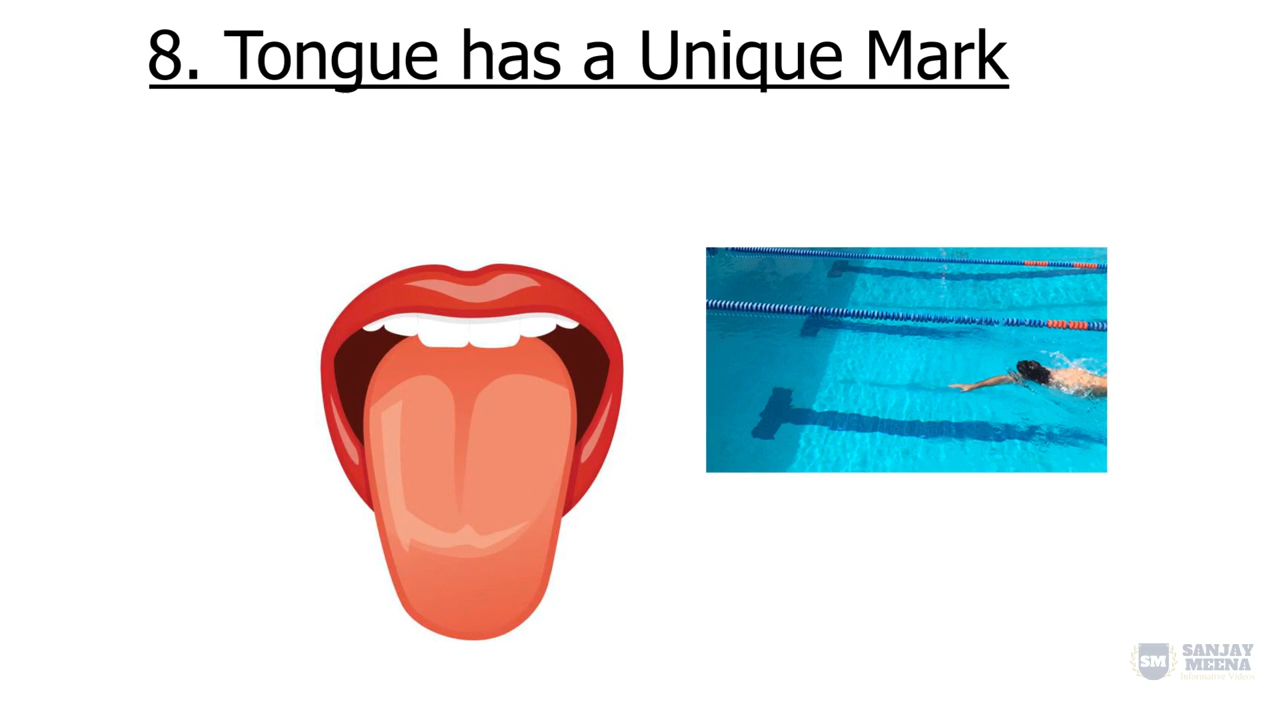 8. Tongue has a Unique Mark
SM
SANJAY
MEENA
Informative Videos